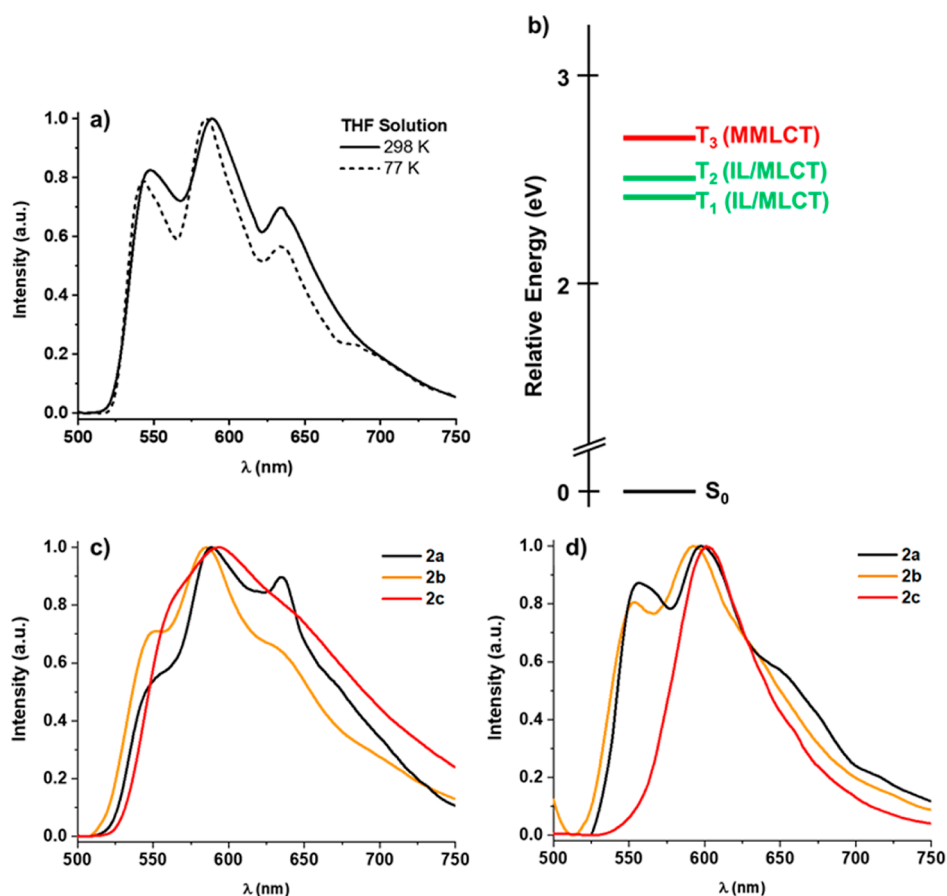 a)
THF Solution
298 K
77 K
1.0
0.8
0.6
0.4
0.2
0.0
Intensity (a.u.)
500 550 600 650 700 750
λ (nm)
b)
3
2
0
Relative Energy (eV)
T₃ (MMLCT)
T₂ (IL/MLCT)
T₁ (IL/MLCT)
S₀
c)
2a
2b
2c
1.0
0.8
0.6
0.4
0.2
0.0
Intensity (a.u.)
500 550 600 650 700 750
λ (nm)
d)
2a
2b
2c
1.0
0.8
0.6
0.4
0.2
0.0
Intensity (a.u.)
500 550 600 650 700 750
λ (nm)